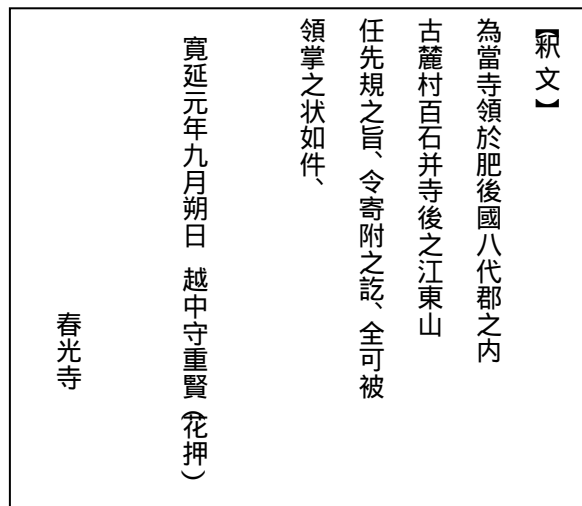 【釈文】
為當寺領於肥後國八代郡之内
古麓村百石并寺後之江東山
任先規之旨、令寄附之訖、全可被
領掌之状如件、
寛延元年九月朔日 越中守重賢（花押）
春光寺